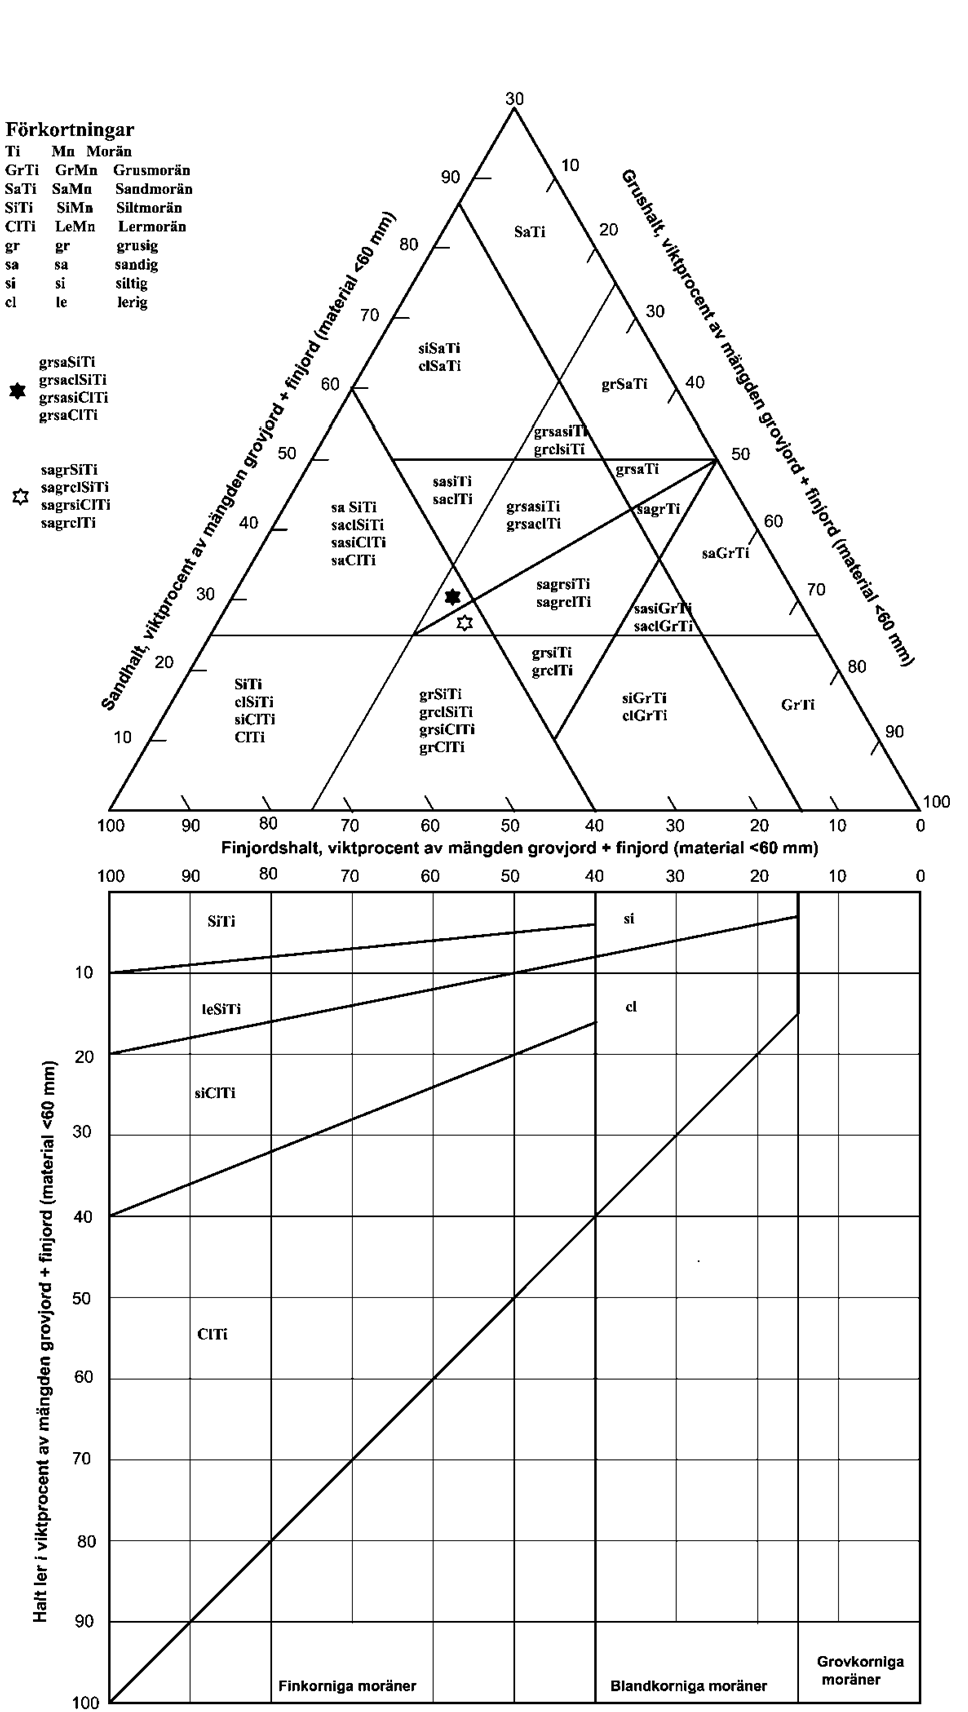 30
Förkortningar
Ti Mn Morän
GrTi GrMn Grusmorän
SaTi SaMn Sandmorän
SiTi SiMn Siltmorän
ClTi LeMn Lermorän
gr gr grusig
sa sa sandig
si si siltig
cl le lerig
grsaSiTi
grsaclSiTi
grsasiClTi
grsaClTi
sagrSiTi
sagrclSiTi
sagrsiClTi
sagrclTi
Sandhalt, viktprocent av mängden grovjord + finjord (material <60 mm)
90
80
70
60
50
40
30
20
10
Grushalt, viktprocent av mängden grovjord + finjord (material <60 mm)
10
20
30
40
50
60
70
80
90
100
SaTi
siSaTi
clSaTi
grSaTi
grsasiTi
grclsiTi
grsaTi
sasiTi
saclTi
sa SiTi
saclSiTi
sasiClTi
saClTi
grsasiTi
grsaclTi
sagrTi
saGrTi
sagrsiTi
sagrclTi
sasiGrTi
saclGrTi
grsiTi
grclTi
SiTi
clSiTi
siClTi
ClTi
grSiTi
grclSiTi
grsiClTi
grClTi
siGrTi
clGrTi
GrTi
100 90 80 70 60 50 40 30 20 10 0
Finjordshalt, viktprocent av mängden grovjord + finjord (material <60 mm)
100 90 80 70 60 50 40 30 20 10 0
Halt ler i viktprocent av mängden grovjord + finjord (material <60 mm)
10
20
30
40
50
60
70
80
90
100
SiTi
si
leSiTi
cl
siClTi
ClTi
Finkorniga moräner
Blandkorniga moräner
Grovkorniga
moräner